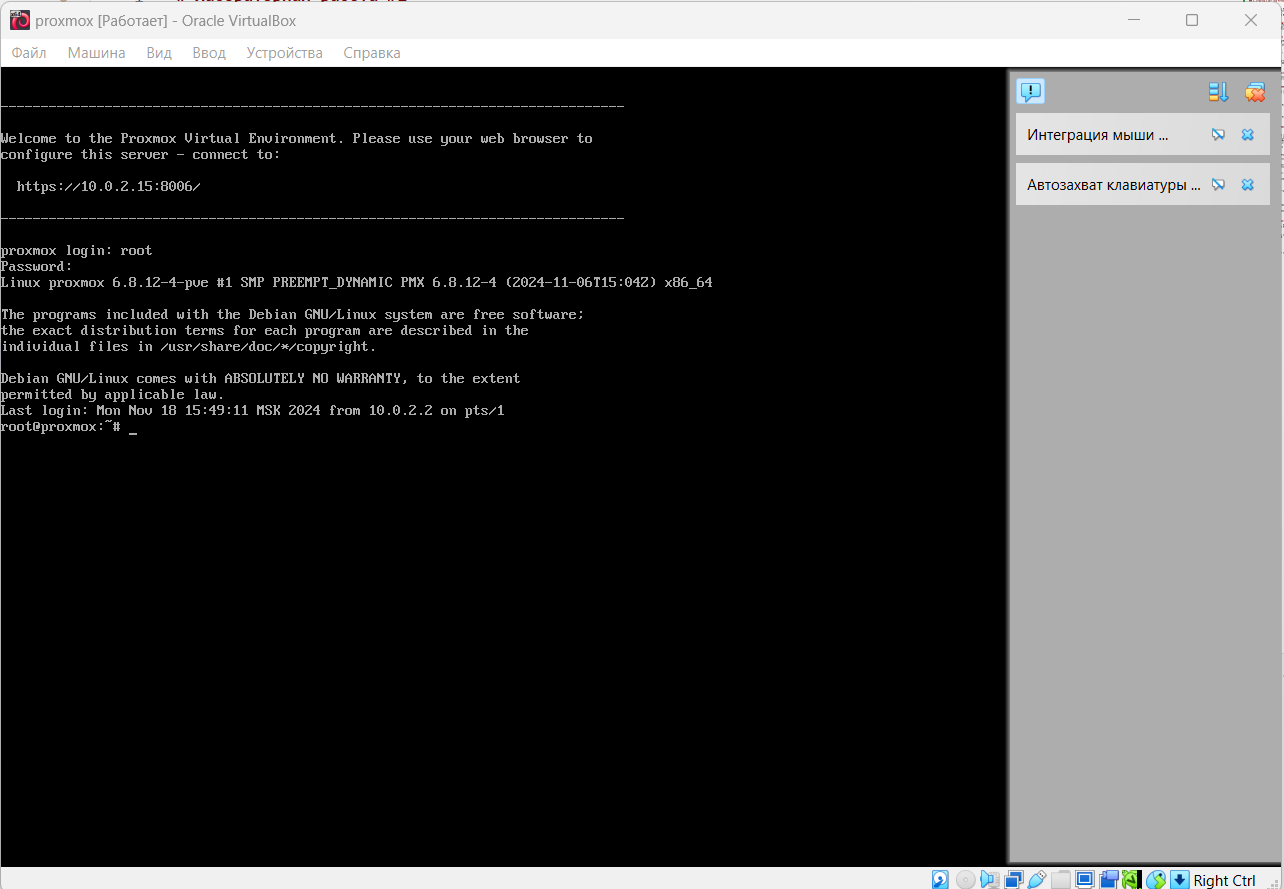 proxmox [Работает] - Oracle VirtualBox
Файл Машина Вид Ввод Устройства Справка
Welcome to the Proxmox Virtual Environment. Please use your web browser to
configure this server - connect to:
https://10.0.2.15:8006/
proxmox login: root
Password:
Linux proxmox 6.8.12-4-pve #1 SMP PREEMPT_DYNAMIC PMX 6.8.12-4 (2024-11-06T15:04Z) x86_64
The programs included with the Debian GNU/Linux system are free software;
the exact distribution terms for each program are described in the
individual files in /usr/share/doc/*/copyright.
Debian GNU/Linux comes with ABSOLUTELY NO WARRANTY, to the extent
permitted by applicable law.
Last login: Mon Nov 18 15:49:11 MSK 2024 from 10.0.2.2 on pts/1
root@proxmox:~# _
Интеграция мыши ...
Автозахват клавиатуры ...
Right Ctrl